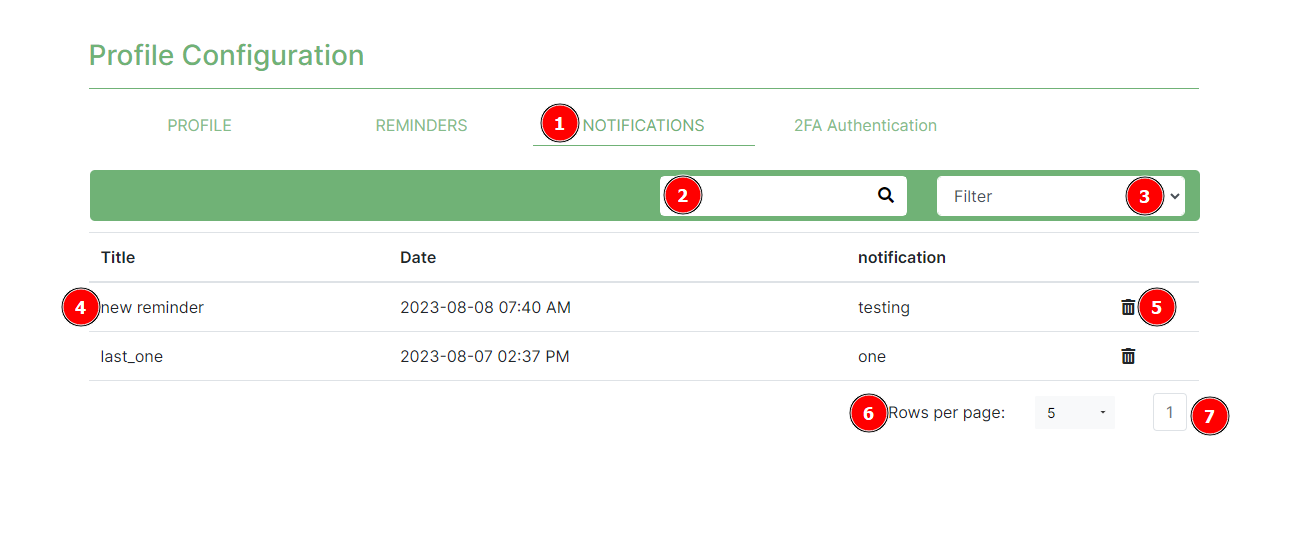 Profile Configuration
PROFILE REMINDERS 1 NOTIFICATIONS 2FA Authentication
2 Filter 3
Title Date notification
4 new reminder 2023-08-08 07:40 AM testing 5
last_one 2023-08-07 02:37 PM one
6 Rows per page: 5 1 7